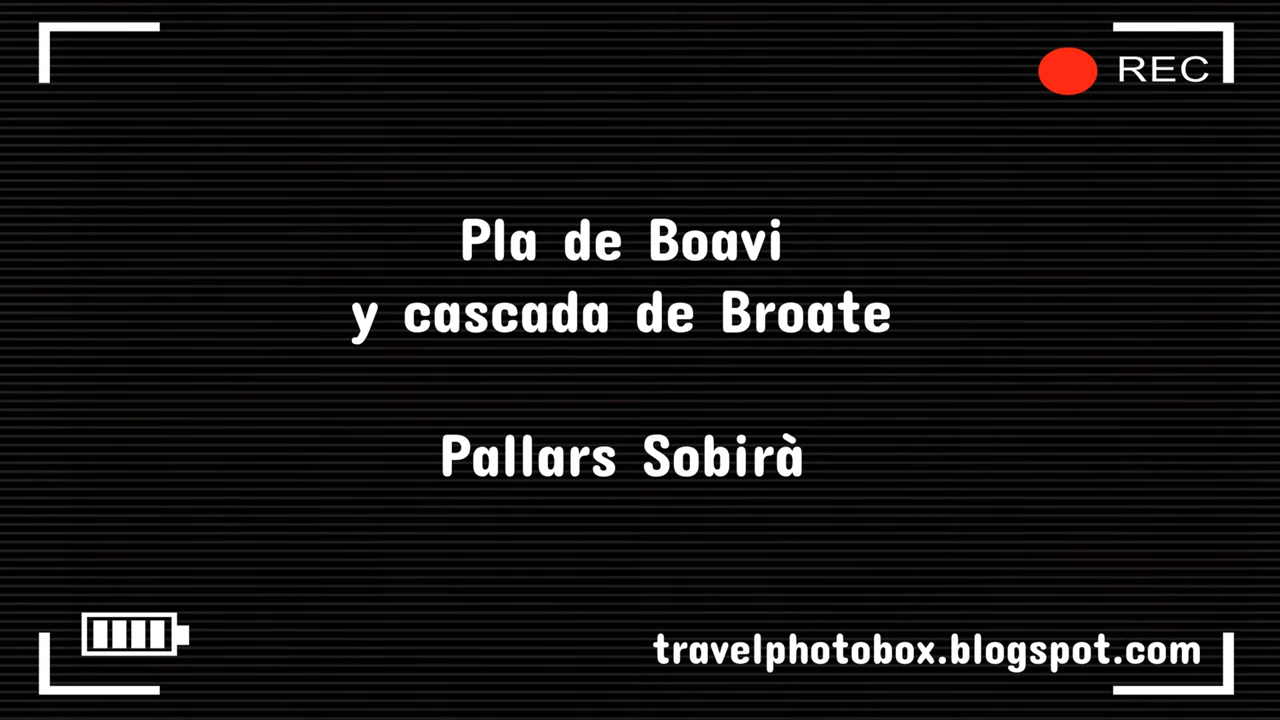 REC
Pla de Boavi
y cascada de Broate
Pallars Sobirà
travelphotobox.blogspot.com